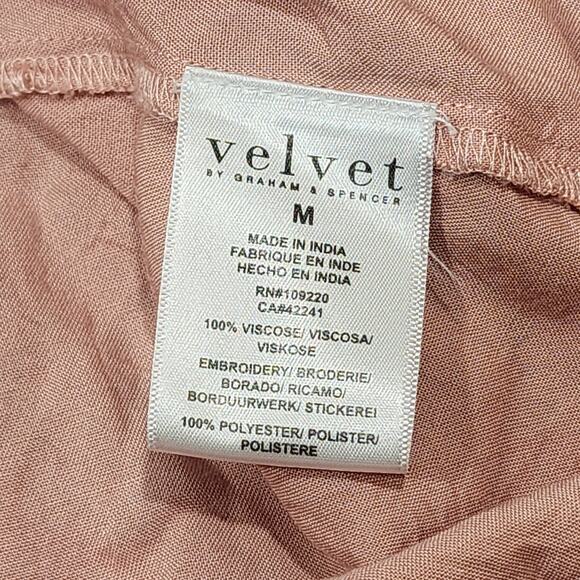 velvet
BY GRAHAM & SPENCER
M
MADE IN INDIA
FABRIQUE EN INDE
HECHO EN INDIA
RN#109220
CA#42241
100% VISCOSE/ VISCOSA/
VISKOSE
EMBROIDERY/ BRODERIE/
BORADO/ RICAMO/
BORDUURWERK/ STICKEREI
100% POLYESTER/ POLISTER/
POLISTERE